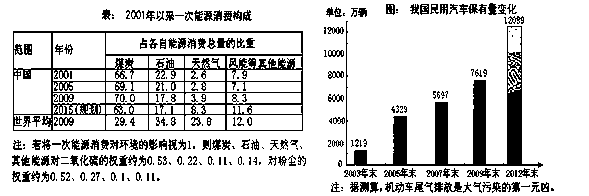 表: 2001年以来一次能源消费构成
范围 年份 占各自能源消费总量的比重
煤炭 石油 天然气 风能等其他能源
中国 2001 66.7 22.9 2.6 7.9
2005 69.1 21.0 2.8 7.1
2009 70.0 17.8 3.9 8.3
2015(规划) 63.0 17.1 8.3 11.6
世界平均 2009 29.4 34.8 23.8 12.0
注: 若将一次能源消费对环境的影响视为1, 则煤炭、石油、天然气、
其他能源对二氧化硫的权重约为0.53、0.22、0.11、0.14, 对粉尘的
权重约为0.52、0.27、0.1、0.11。
单位: 万辆 图: 我国民用汽车保有量变化
12000
10000
8000
6000
4000
2000
0
1219
4329
5697
7619
12089
2003年末 2005年末 2007年末 2009年末 2012年末
注: 据测算, 机动车尾气排放是大气污染的第一元凶。